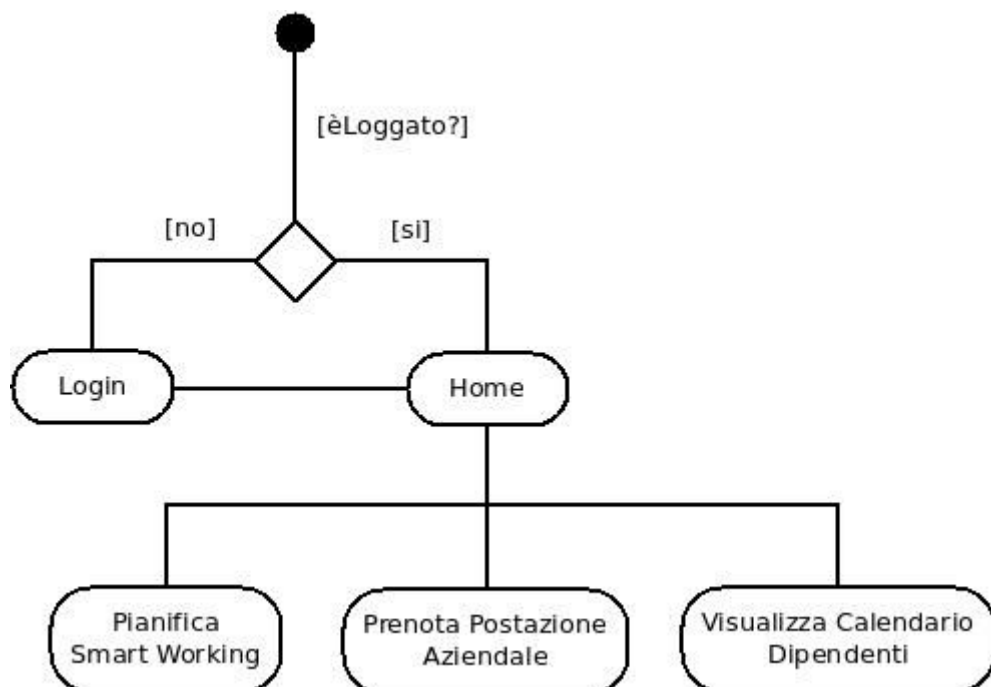 [èLoggato?]
[no]
[si]
Login
Home
Pianifica
Smart Working
Prenota Postazione
Aziendale
Visualizza Calendario
Dipendenti